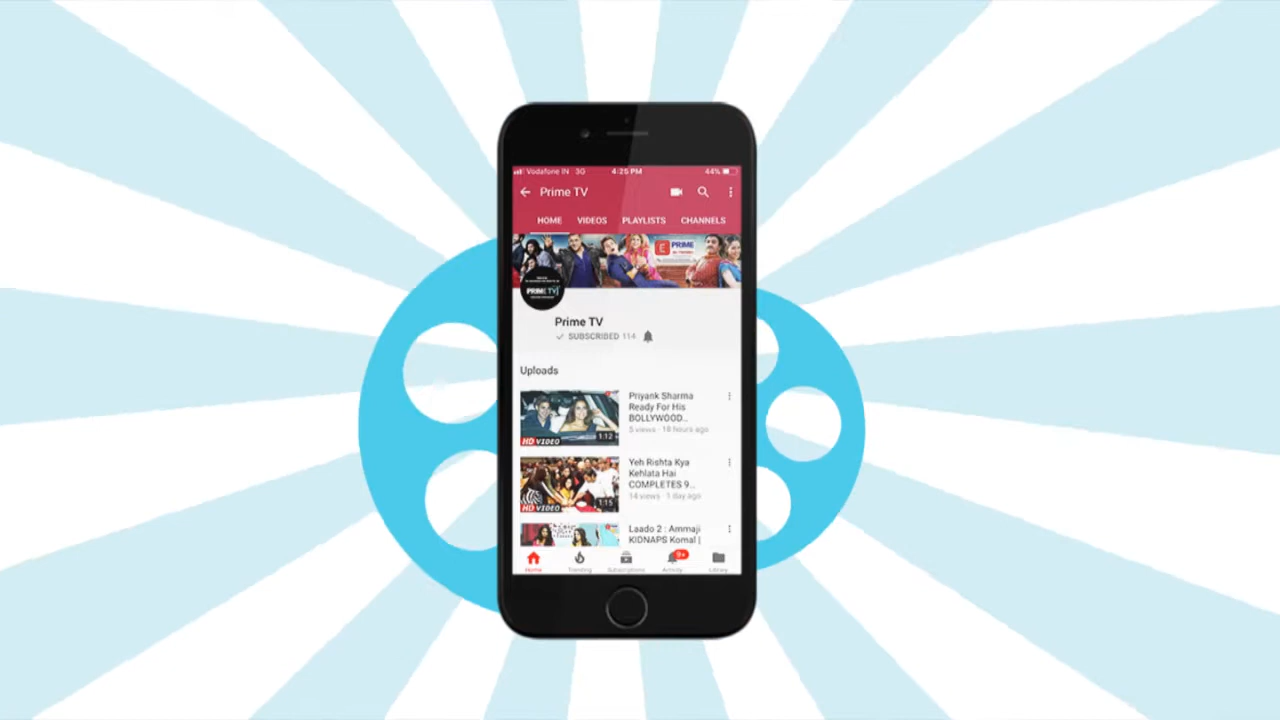 Vodafone IN 3G 4:25 PM 44%
Prime TV
HOME VIDEOS PLAYLISTS CHANNELS
E PRIME
PRIME TV
Prime TV
SUBSCRIBED 114
Uploads
Priyank Sharma
Ready For His
BOLLYWOOD...
5 views · 18 hours ago
HD VIDEO 1:12
Yeh Rishta Kya
Kehlata Hai
COMPLETES 9...
14 views · 1 day ago
HD VIDEO 1:15
Laado 2 : Ammaji
KIDNAPS Komal |
9+
Home Trending Subscriptions Activity Library